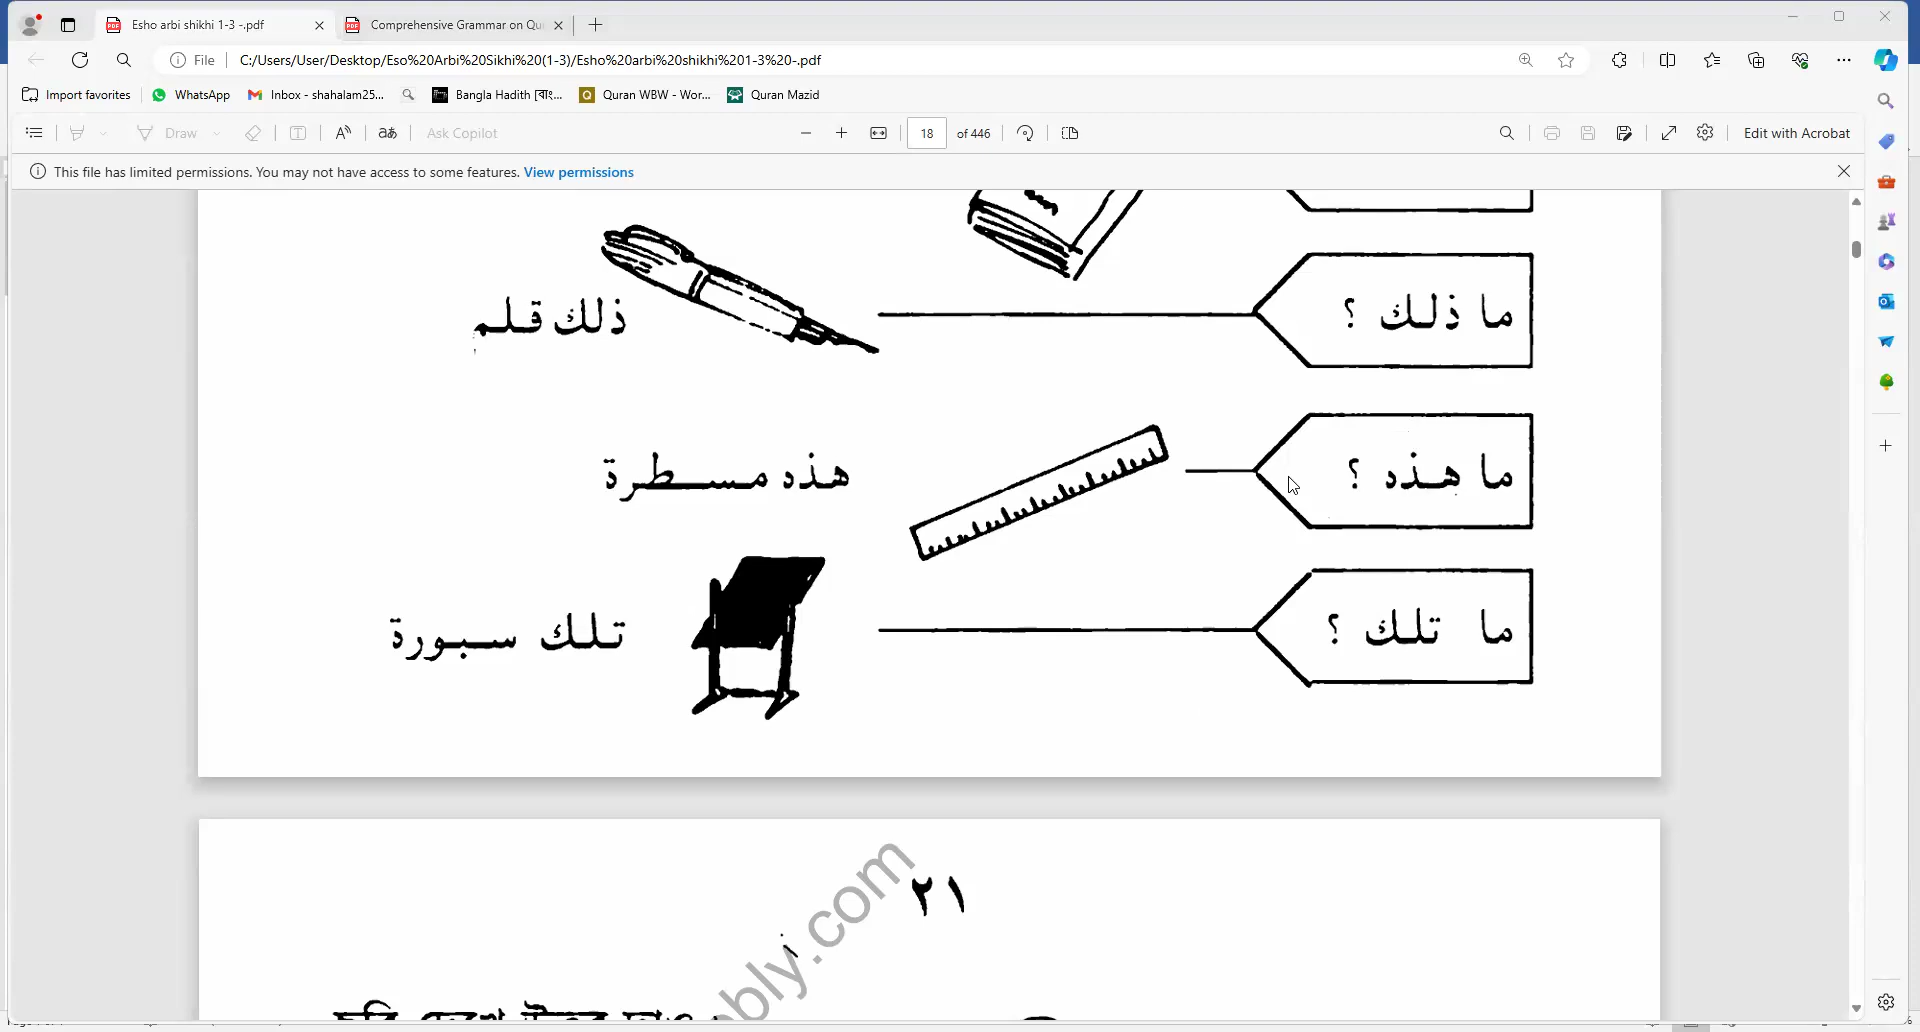 Esho arbi shikhi 1-3 -.pdf
Comprehensive Grammar on Qu
File
C:/Users/User/Desktop/Eso%20Arbi%20Sikhi%20(1-3)/Esho%20arbi%20shikhi%201-3%20-.pdf
Import favorites
WhatsApp
Inbox - shahalam25...
Bangla Hadith [বাং...
Quran WBW - Wor...
Quran Mazid
Draw
Ask Copilot
18 of 446
Edit with Acrobat
This file has limited permissions. You may not have access to some features. View permissions
ما ذلك ؟
ذلك قلم
ما هذه ؟
هذه مسطرة
ما تلك ؟
تلك سبورة
٢١
bly.com